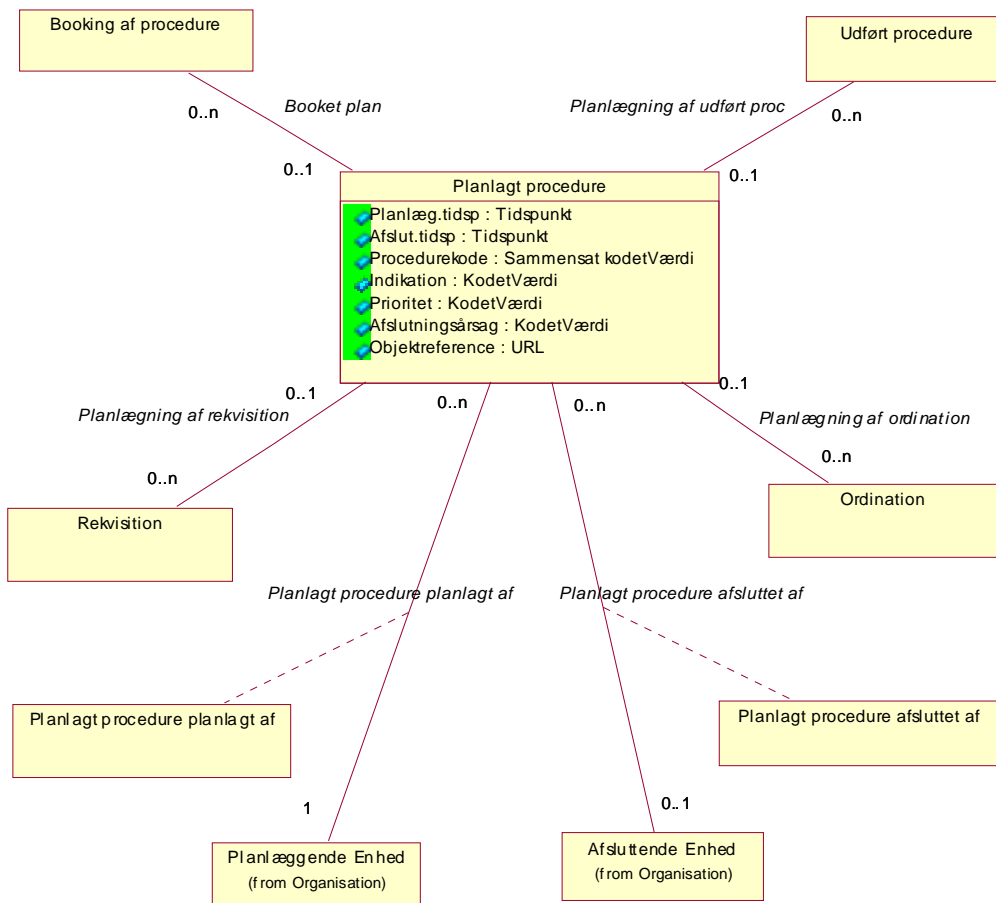 Booking af procedure
Udført procedure
0..n
Booket plan
Planlægning af udført proc
0..n
0..1
0..1
Planlagt procedure
Planlæg.tidsp : Tidspunkt
Afslut.tidsp : Tidspunkt
Procedurekode : Sammensat kodetVærdi
Indikation : KodetVærdi
Prioritet : KodetVærdi
Afslutningsårsag : KodetVærdi
Objektreference : URL
0..1
0..n
0..n
0..1
Planlægning af rekvisition
Planlægning af ordination
0..n
0..n
Rekvisition
Ordination
Planlagt procedure planlagt af
Planlagt procedure afsluttet af
Planlagt procedure planlagt af
Planlagt procedure afsluttet af
1
0..1
Planlæggende Enhed
(from Organisation)
Afsluttende Enhed
(from Organisation)